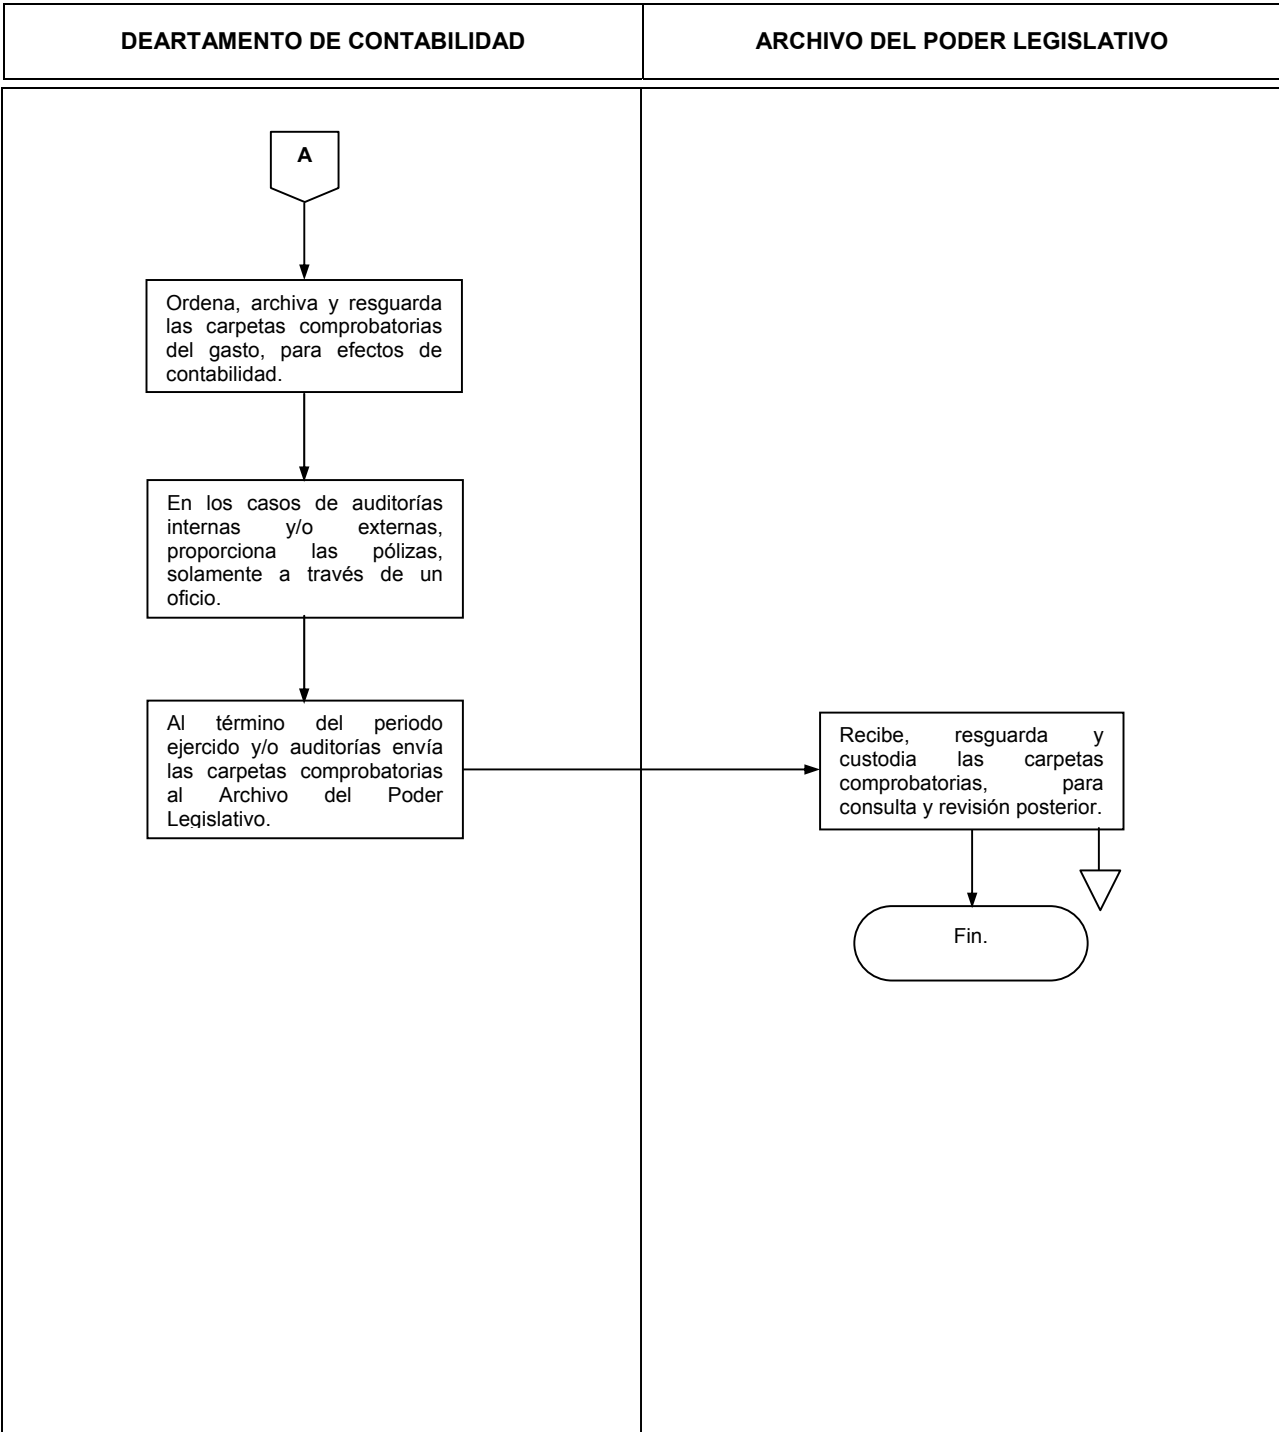 DEARTAMENTO DE CONTABILIDAD
ARCHIVO DEL PODER LEGISLATIVO
A
Ordena, archiva y resguarda
las carpetas comprobatorias
del gasto, para efectos de
contabilidad.
En los casos de auditorías
internas y/o externas,
proporciona las pólizas,
solamente a través de un
oficio.
Al término del periodo
ejercido y/o auditorías envía
las carpetas comprobatorias
al Archivo del Poder
Legislativo.
Recibe, resguarda y
custodia las carpetas
comprobatorias, para
consulta y revisión posterior.
Fin.